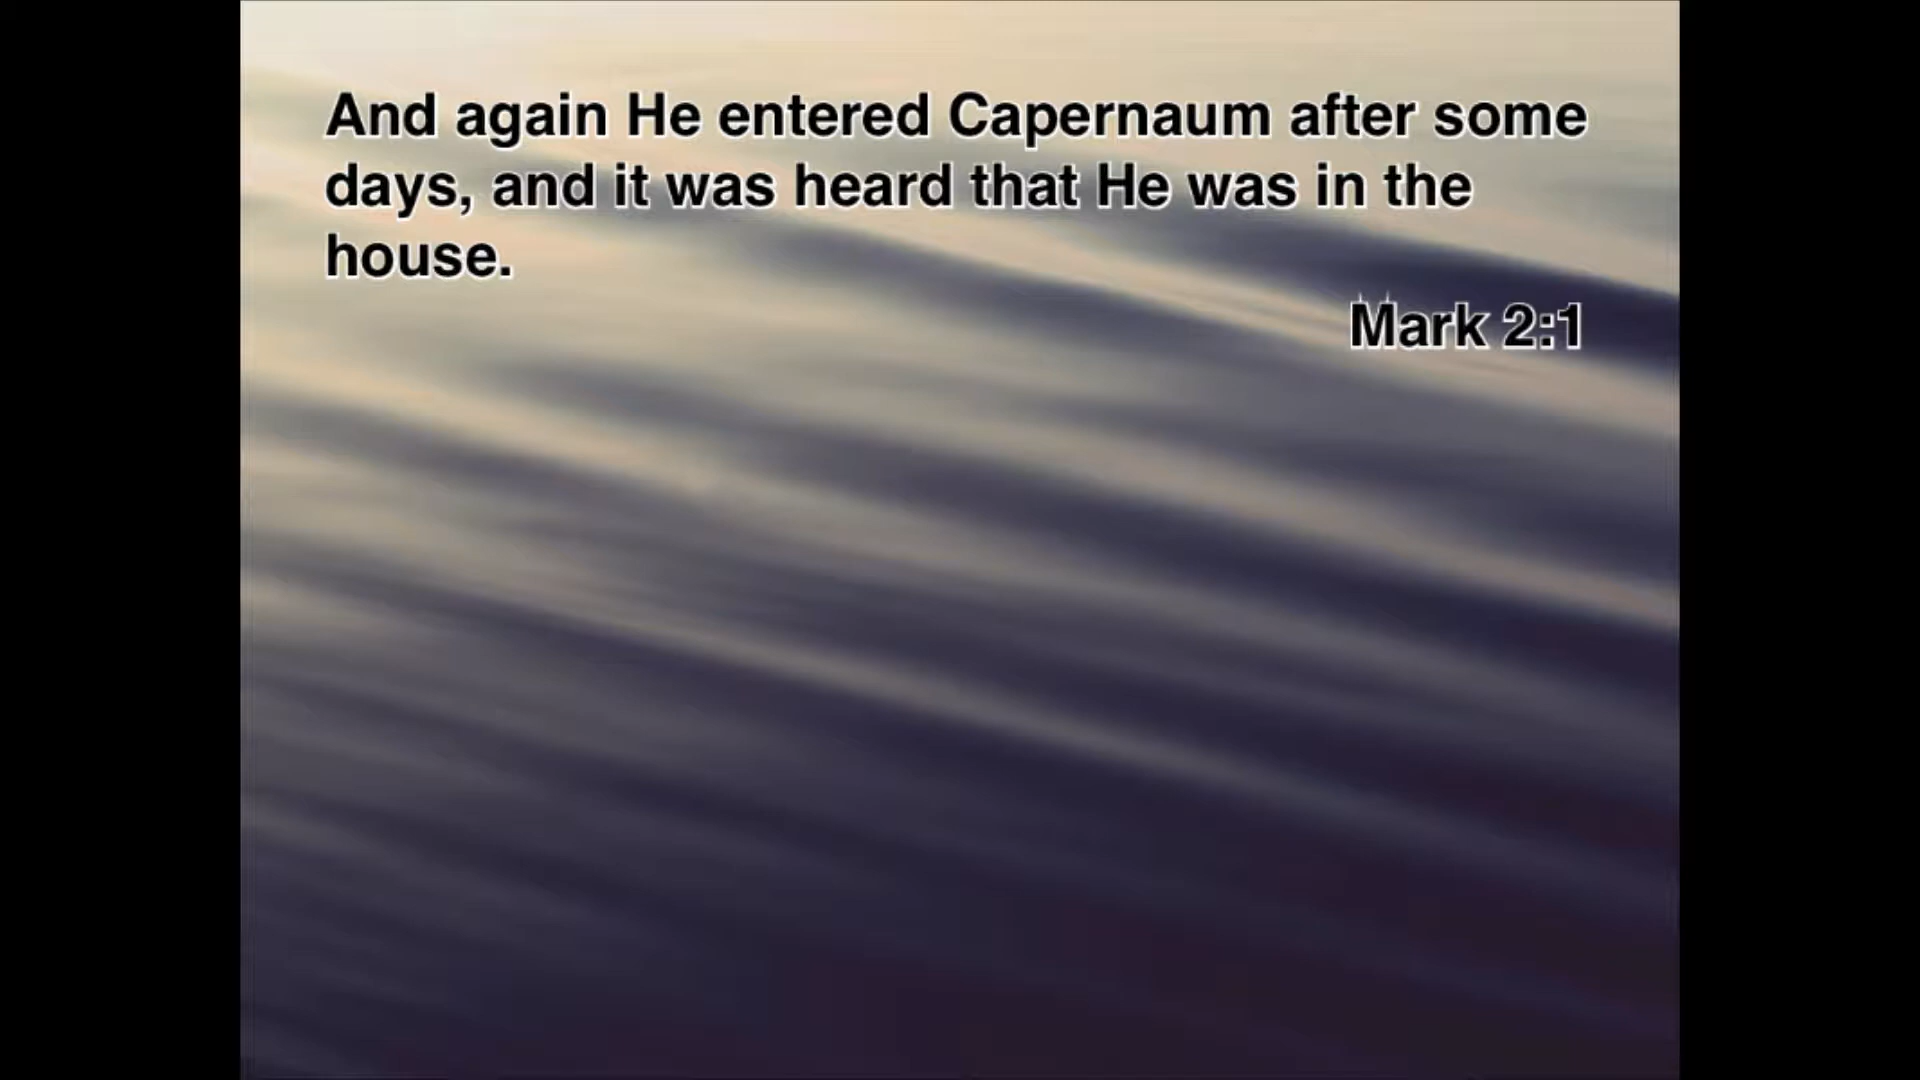 And again He entered Capernaum after some
days, and it was heard that He was in the
house.
Mark 2:1